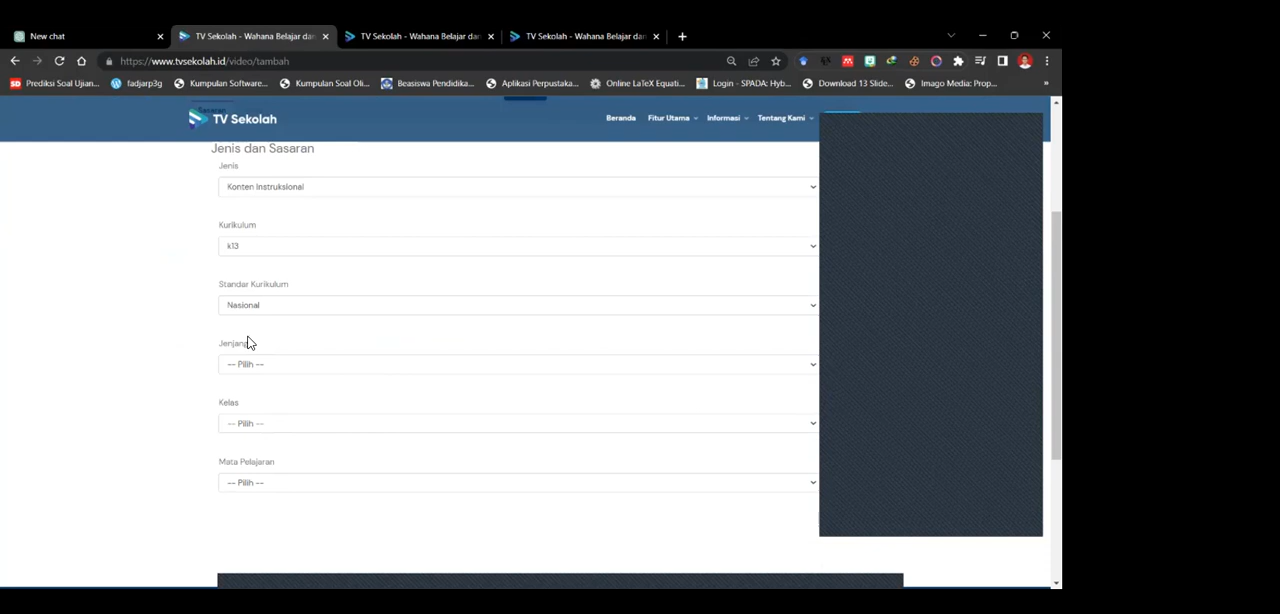 New chat
TV Sekolah - Wahana Belajar dan
TV Sekolah - Wahana Belajar dan
TV Sekolah - Wahana Belajar dan
https://www.tvsekolah.id/video/tambah
Prediksi Soal Ujian...
fadjarp3g
Kumpulan Software...
Kumpulan Soal Oli...
Beasiswa Pendidika...
Aplikasi Perpustaka...
Online LaTeX Equati...
Login - SPADA: Hyb...
Download 13 Slide...
Imago Media: Prop...
Sasaran
TV Sekolah
Beranda
Fitur Utama
Informasi
Tentang Kami
Jenis dan Sasaran
Jenis
Konten Instruksional
Kurikulum
k13
Standar Kurikulum
Nasional
Jenjang
-- Pilih --
Kelas
-- Pilih --
Mata Pelajaran
-- Pilih --